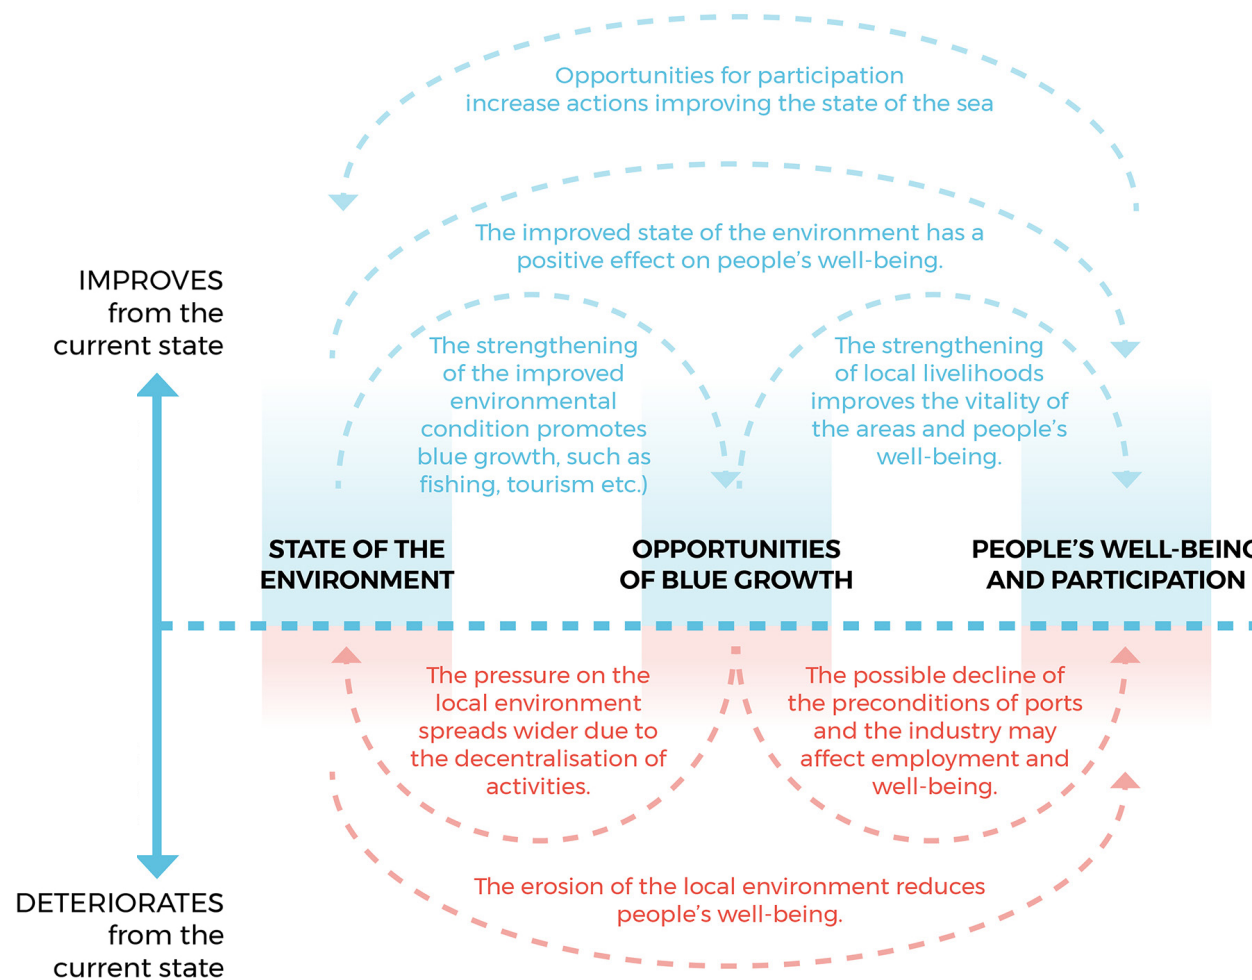 Opportunities for participation
increase actions improving the state of the sea
The improved state of the environment has a
positive effect on people’s well-being.
IMPROVES
from the
current state
The strengthening
of the improved
environmental
condition promotes
blue growth, such as
fishing, tourism etc.)
The strengthening
of local livelihoods
improves the vitality of
the areas and people’s
well-being.
STATE OF THE
ENVIRONMENT
OPPORTUNITIES
OF BLUE GROWTH
PEOPLE’S WELL-BEING
AND PARTICIPATION
The pressure on the
local environment
spreads wider due to
the decentralisation of
activities.
The possible decline of
the preconditions of ports
and the industry may
affect employment and
well-being.
The erosion of the local environment reduces
people’s well-being.
DETERIORATES
from the
current state